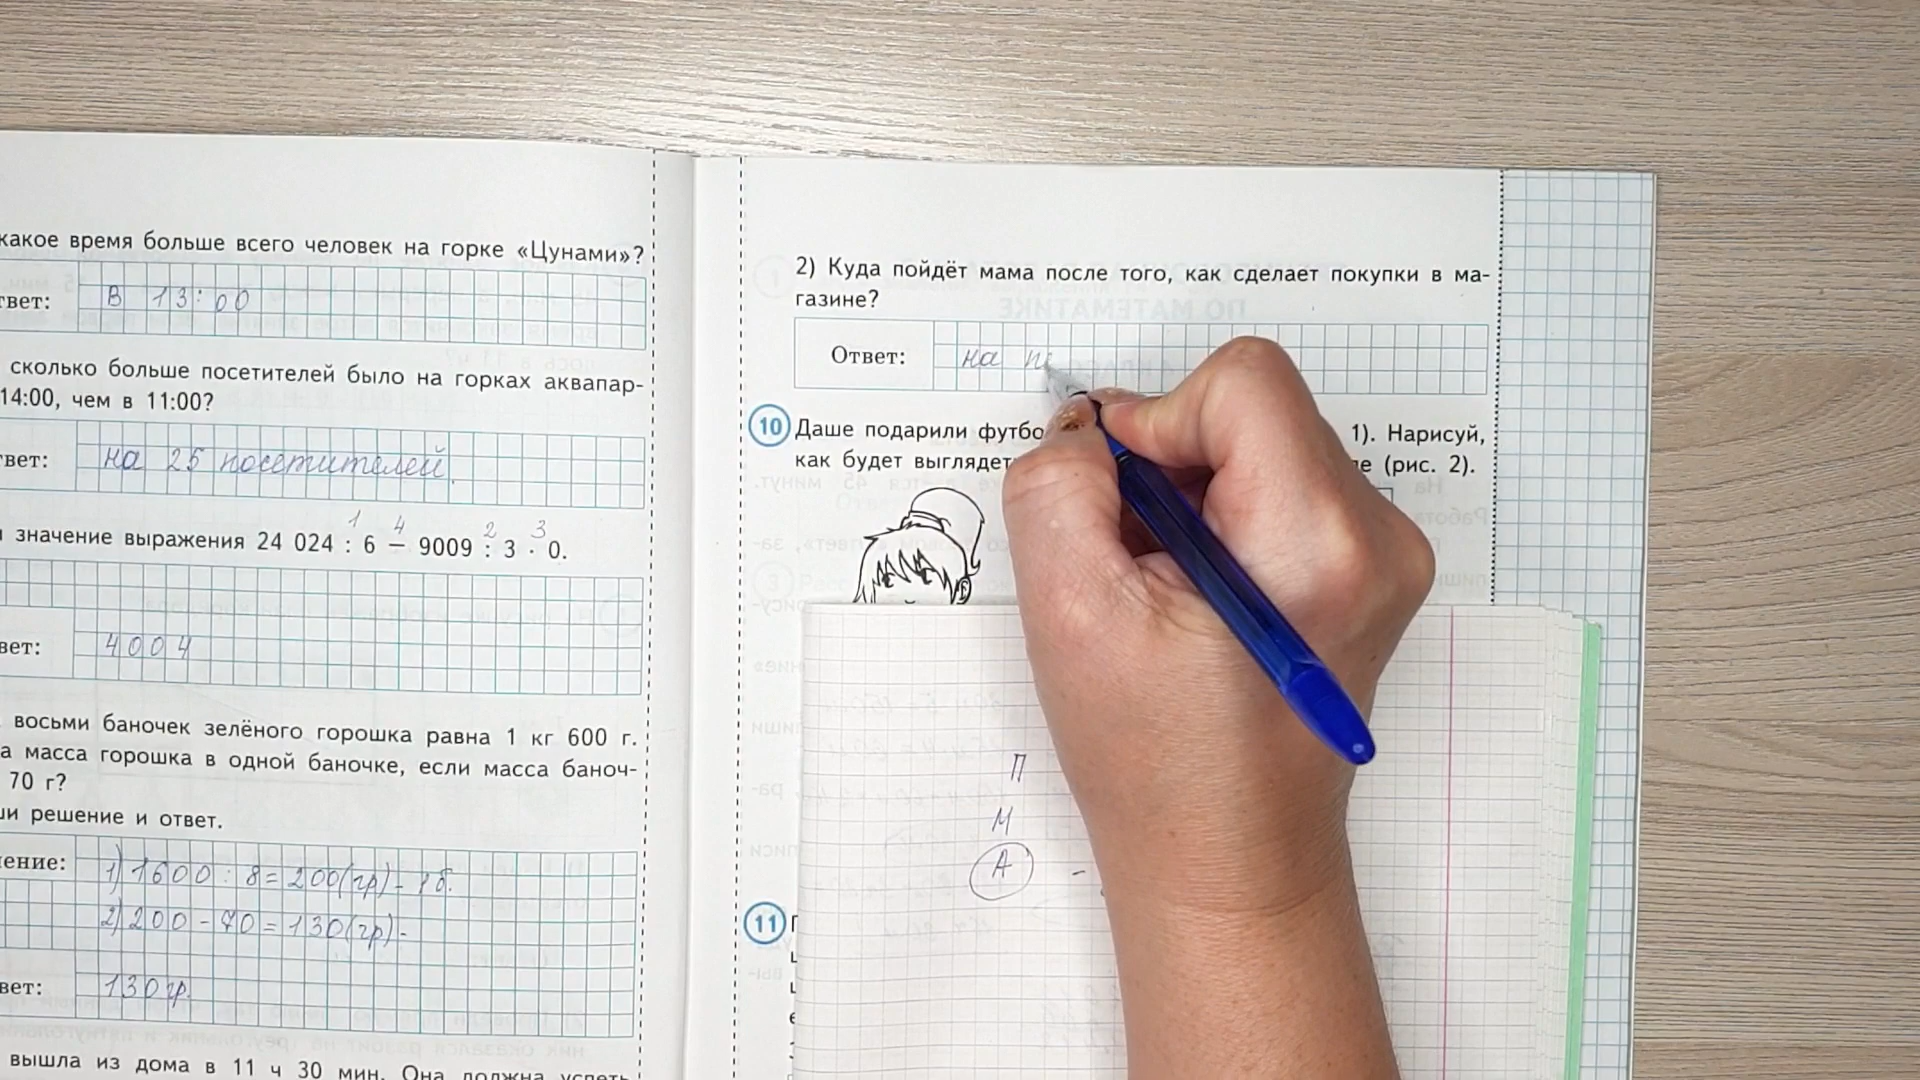 какое время больше всего человек на горке «Цунами»?
твет: В 13:00
сколько больше посетителей было на горках аквапар-
14:00, чем в 11:00?
твет: на 25 посетителей.
1 4 2 3
значение выражения 24 024 : 6 – 9009 : 3 · 0.
вет: 4004
восьми баночек зелёного горошка равна 1 кг 600 г.
а масса горошка в одной баночке, если масса баноч-
70 г?
ши решение и ответ.
ение: 1) 1600 : 8 = 200(гр) - 1 б.
2) 200 - 70 = 130(гр) -
вет: 130гр.
вышла из дома в 11 ч 30 мин. Она должна успеть
2) Куда пойдёт мама после того, как сделает покупки в ма-
газине?
Ответ: на
10 Даше подарили футбо 1). Нарисуй,
как будет выглядет е (рис. 2).
П
М
А -
11